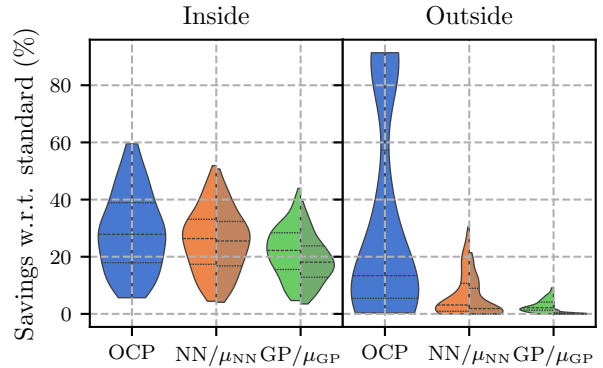 Inside
Outside
Savings w.r.t. standard (%)
80
60
40
20
0
OCP
NN/μNN
GP/μGP
OCP
NN/μNN
GP/μGP